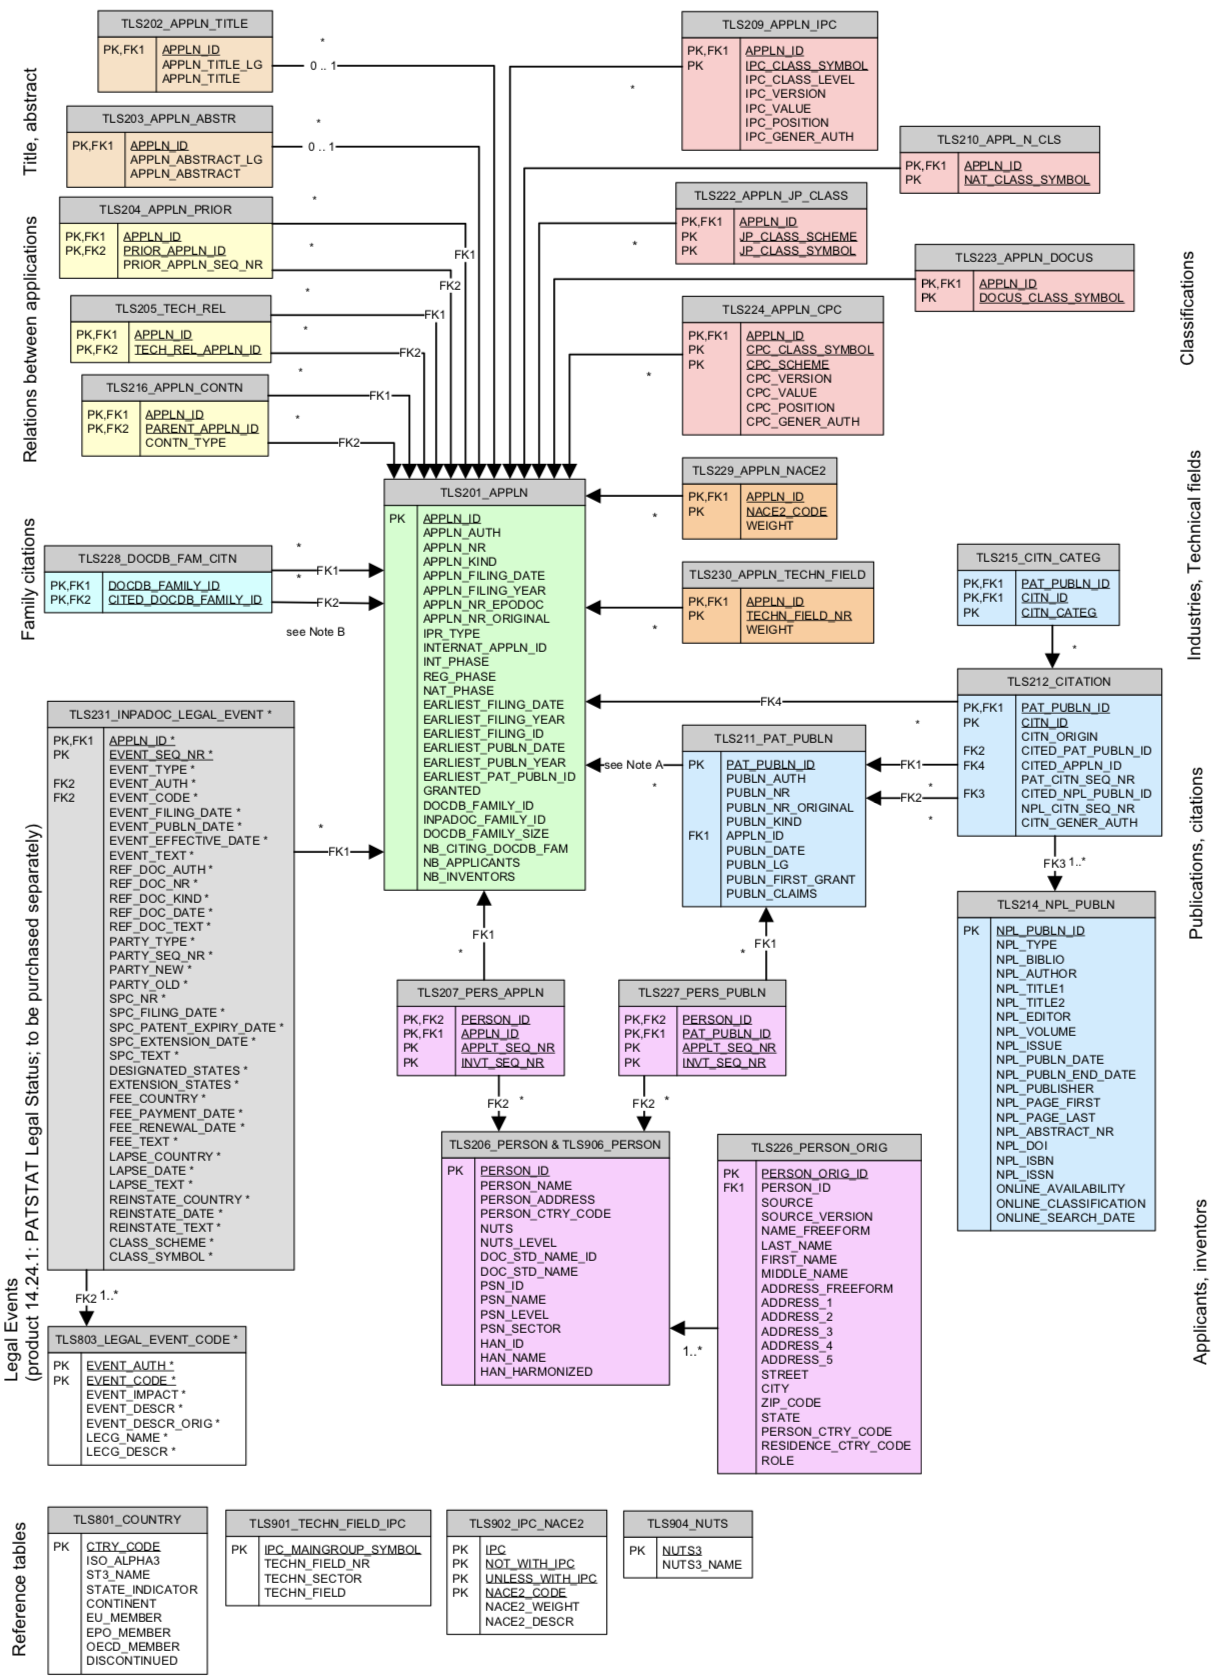 Title, abstract
TLS202_APPLN_TITLE
PK,FK1 APPLN_ID
APPLN_TITLE_LG
APPLN_TITLE
*
0 .. 1
TLS203_APPLN_ABSTR
PK,FK1 APPLN_ID
APPLN_ABSTRACT_LG
APPLN_ABSTRACT
*
0 .. 1
Relations between applications
TLS204_APPLN_PRIOR
PK,FK1 APPLN_ID
PK,FK2 PRIOR_APPLN_ID
PRIOR_APPLN_SEQ_NR
*
FK1
*
FK2
TLS205_TECH_REL
PK,FK1 APPLN_ID
PK,FK2 TECH_REL_APPLN_ID
*
FK1
*
FK2
TLS216_APPLN_CONTN
PK,FK1 APPLN_ID
PK,FK2 PARENT_APPLN_ID
CONTN_TYPE
*
FK1
*
FK2
Classifications
TLS209_APPLN_IPC
PK,FK1 APPLN_ID
PK IPC_CLASS_SYMBOL
IPC_CLASS_LEVEL
IPC_VERSION
IPC_VALUE
IPC_POSITION
IPC_GENER_AUTH
*
TLS210_APPL_N_CLS
PK,FK1 APPLN_ID
PK NAT_CLASS_SYMBOL
TLS222_APPLN_JP_CLASS
PK,FK1 APPLN_ID
PK JP_CLASS_SCHEME
PK JP_CLASS_SYMBOL
*
TLS223_APPLN_DOCUS
PK,FK1 APPLN_ID
PK DOCUS_CLASS_SYMBOL
TLS224_APPLN_CPC
PK,FK1 APPLN_ID
PK CPC_CLASS_SYMBOL
PK CPC_SCHEME
CPC_VERSION
CPC_VALUE
CPC_POSITION
CPC_GENER_AUTH
*
TLS201_APPLN
PK APPLN_ID
APPLN_AUTH
APPLN_NR
APPLN_KIND
APPLN_FILING_DATE
APPLN_FILING_YEAR
APPLN_NR_EPODOC
APPLN_NR_ORIGINAL
IPR_TYPE
INTERNAT_APPLN_ID
INT_PHASE
REG_PHASE
NAT_PHASE
EARLIEST_FILING_DATE
EARLIEST_FILING_YEAR
EARLIEST_FILING_ID
EARLIEST_PUBLN_DATE
EARLIEST_PUBLN_YEAR
EARLIEST_PAT_PUBLN_ID
GRANTED
DOCDB_FAMILY_ID
INPADOC_FAMILY_ID
DOCDB_FAMILY_SIZE
NB_CITING_DOCDB_FAM
NB_APPLICANTS
NB_INVENTORS
Family citations
TLS228_DOCDB_FAM_CITN
PK,FK1 DOCDB_FAMILY_ID
PK,FK2 CITED_DOCDB_FAMILY_ID
*
FK1
*
FK2
see Note B
Industries, Technical fields
TLS229_APPLN_NACE2
PK,FK1 APPLN_ID
PK NACE2_CODE
WEIGHT
*
TLS230_APPLN_TECHN_FIELD
PK,FK1 APPLN_ID
PK TECHN_FIELD_NR
WEIGHT
*
Publications, citations
TLS215_CITN_CATEG
PK,FK1 PAT_PUBLN_ID
PK,FK1 CITN_ID
PK CITN_CATEG
*
TLS212_CITATION
PK,FK1 PAT_PUBLN_ID
PK CITN_ID
CITN_ORIGIN
FK2 CITED_PAT_PUBLN_ID
FK4 CITED_APPLN_ID
PAT_CITN_SEQ_NR
FK3 CITED_NPL_PUBLN_ID
NPL_CITN_SEQ_NR
CITN_GENER_AUTH
FK4
*
FK1
*
FK2
*
FK3 1..*
TLS211_PAT_PUBLN
PK PAT_PUBLN_ID
PUBLN_AUTH
PUBLN_NR
PUBLN_NR_ORIGINAL
PUBLN_KIND
FK1 APPLN_ID
PUBLN_DATE
PUBLN_LG
PUBLN_FIRST_GRANT
PUBLN_CLAIMS
see Note A
*
TLS214_NPL_PUBLN
PK NPL_PUBLN_ID
NPL_TYPE
NPL_BIBLIO
NPL_AUTHOR
NPL_TITLE1
NPL_TITLE2
NPL_EDITOR
NPL_VOLUME
NPL_ISSUE
NPL_PUBLN_DATE
NPL_PUBLN_END_DATE
NPL_PUBLISHER
NPL_PAGE_FIRST
NPL_PAGE_LAST
NPL_ABSTRACT_NR
NPL_DOI
NPL_ISBN
NPL_ISSN
ONLINE_AVAILABILITY
ONLINE_CLASSIFICATION
ONLINE_SEARCH_DATE
Legal Events
(product 14.24.1: PATSTAT Legal Status; to be purchased separately)
TLS231_INPADOC_LEGAL_EVENT *
PK,FK1 APPLN_ID *
PK EVENT_SEQ_NR *
EVENT_TYPE *
FK2 EVENT_AUTH *
FK2 EVENT_CODE *
EVENT_FILING_DATE *
EVENT_PUBLN_DATE *
EVENT_EFFECTIVE_DATE *
EVENT_TEXT *
REF_DOC_AUTH *
REF_DOC_NR *
REF_DOC_KIND *
REF_DOC_DATE *
REF_DOC_TEXT *
PARTY_TYPE *
PARTY_SEQ_NR *
PARTY_NEW *
PARTY_OLD *
SPC_NR *
SPC_FILING_DATE *
SPC_PATENT_EXPIRY_DATE *
SPC_EXTENSION_DATE *
SPC_TEXT *
DESIGNATED_STATES *
EXTENSION_STATES *
FEE_COUNTRY *
FEE_PAYMENT_DATE *
FEE_RENEWAL_DATE *
FEE_TEXT *
LAPSE_COUNTRY *
LAPSE_DATE *
LAPSE_TEXT *
REINSTATE_COUNTRY *
REINSTATE_DATE *
REINSTATE_TEXT *
CLASS_SCHEME *
CLASS_SYMBOL *
*
FK1
FK2 1..*
TLS803_LEGAL_EVENT_CODE *
PK EVENT_AUTH *
PK EVENT_CODE *
EVENT_IMPACT *
EVENT_DESCR *
EVENT_DESCR_ORIG *
LECG_NAME *
LECG_DESCR *
Applicants, inventors
FK1
*
TLS207_PERS_APPLN
PK,FK2 PERSON_ID
PK,FK1 APPLN_ID
PK APPLT_SEQ_NR
PK INVT_SEQ_NR
FK2 *
FK1
*
TLS227_PERS_PUBLN
PK,FK2 PERSON_ID
PK,FK1 PAT_PUBLN_ID
PK APPLT_SEQ_NR
PK INVT_SEQ_NR
FK2 *
TLS206_PERSON & TLS906_PERSON
PK PERSON_ID
PERSON_NAME
PERSON_ADDRESS
PERSON_CTRY_CODE
NUTS
NUTS_LEVEL
DOC_STD_NAME_ID
DOC_STD_NAME
PSN_ID
PSN_NAME
PSN_LEVEL
PSN_SECTOR
HAN_ID
HAN_NAME
HAN_HARMONIZED
1..*
TLS226_PERSON_ORIG
PK PERSON_ORIG_ID
FK1 PERSON_ID
SOURCE
SOURCE_VERSION
NAME_FREEFORM
LAST_NAME
FIRST_NAME
MIDDLE_NAME
ADDRESS_FREEFORM
ADDRESS_1
ADDRESS_2
ADDRESS_3
ADDRESS_4
ADDRESS_5
STREET
CITY
ZIP_CODE
STATE
PERSON_CTRY_CODE
RESIDENCE_CTRY_CODE
ROLE
Reference tables
TLS801_COUNTRY
PK CTRY_CODE
ISO_ALPHA3
ST3_NAME
STATE_INDICATOR
CONTINENT
EU_MEMBER
EPO_MEMBER
OECD_MEMBER
DISCONTINUED
TLS901_TECHN_FIELD_IPC
PK IPC_MAINGROUP_SYMBOL
TECHN_FIELD_NR
TECHN_SECTOR
TECHN_FIELD
TLS902_IPC_NACE2
PK IPC
PK NOT_WITH_IPC
PK UNLESS_WITH_IPC
PK NACE2_CODE
NACE2_WEIGHT
NACE2_DESCR
TLS904_NUTS
PK NUTS3
NUTS3_NAME